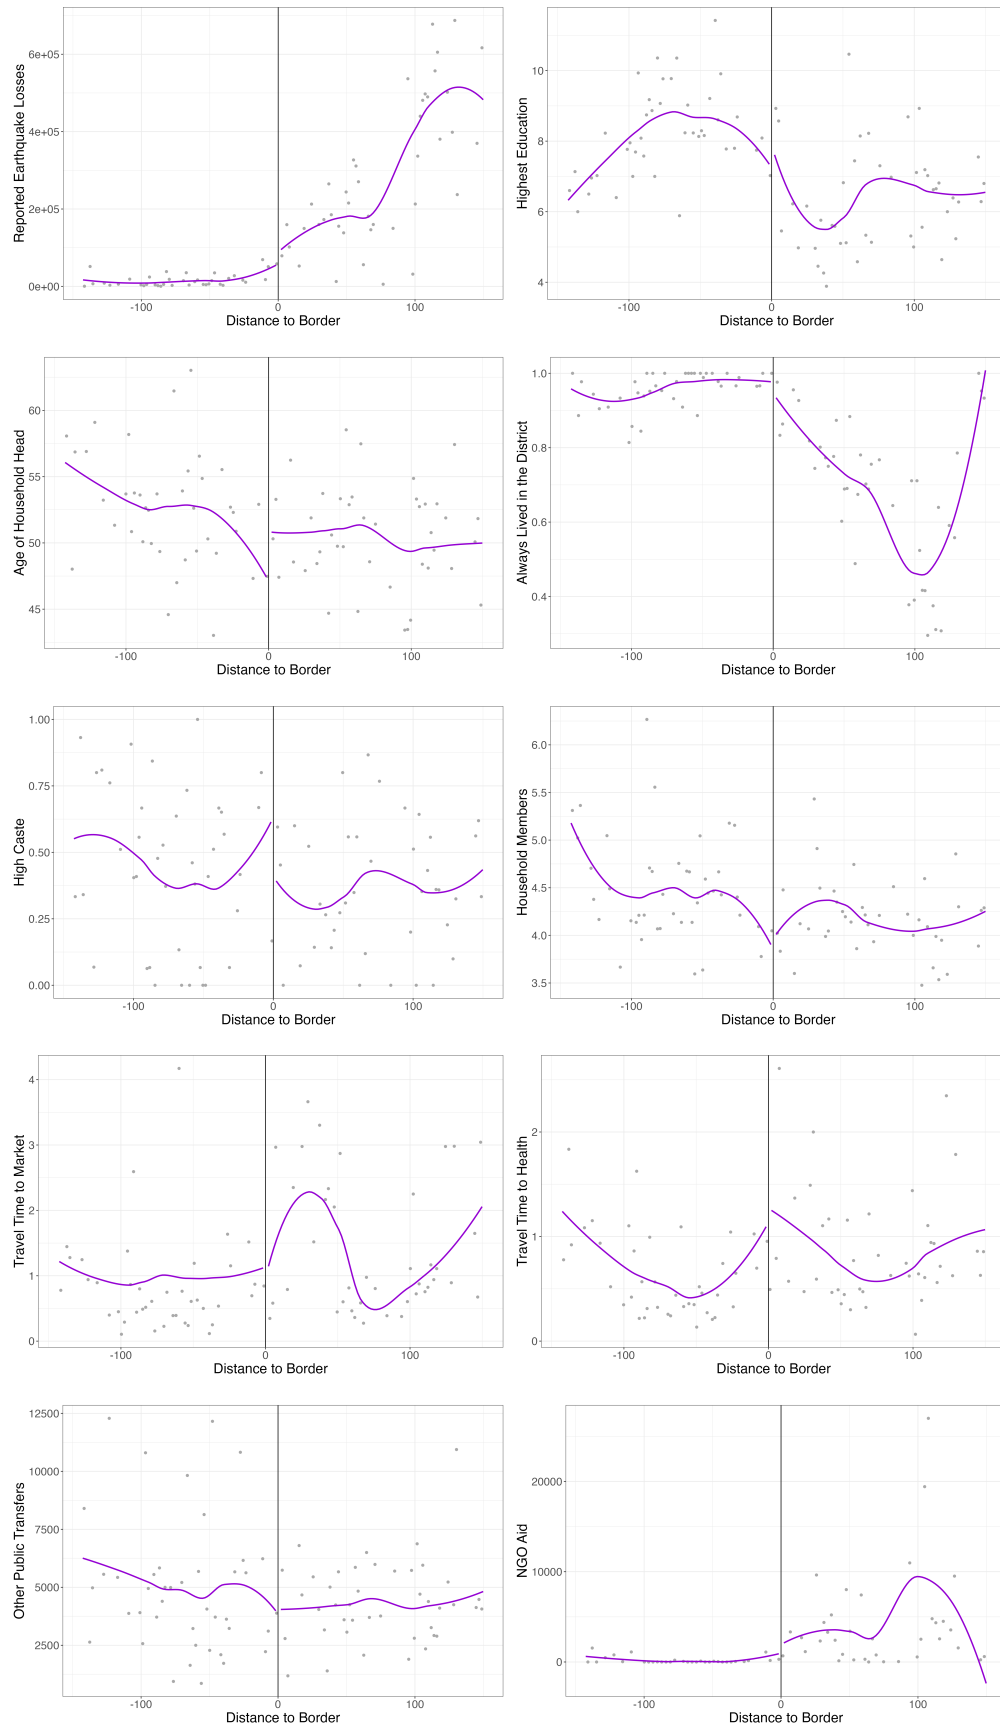 Reported Earthquake Losses
6e+05
4e+05
2e+05
0e+00
-100
0
100
Distance to Border
Highest Education
10
8
6
4
-100
0
100
Distance to Border
Age of Household Head
60
55
50
45
-100
0
100
Distance to Border
Always Lived in the District
1.0
0.8
0.6
0.4
-100
0
100
Distance to Border
High Caste
1.00
0.75
0.50
0.25
0.00
-100
0
100
Distance to Border
Household Members
6.0
5.5
5.0
4.5
4.0
3.5
-100
0
100
Distance to Border
Travel Time to Market
4
3
2
1
0
-100
0
100
Distance to Border
Travel Time to Health
2
1
0
-100
0
100
Distance to Border
Other Public Transfers
12500
10000
7500
5000
2500
-100
0
100
Distance to Border
NGO Aid
20000
10000
0
-100
0
100
Distance to Border